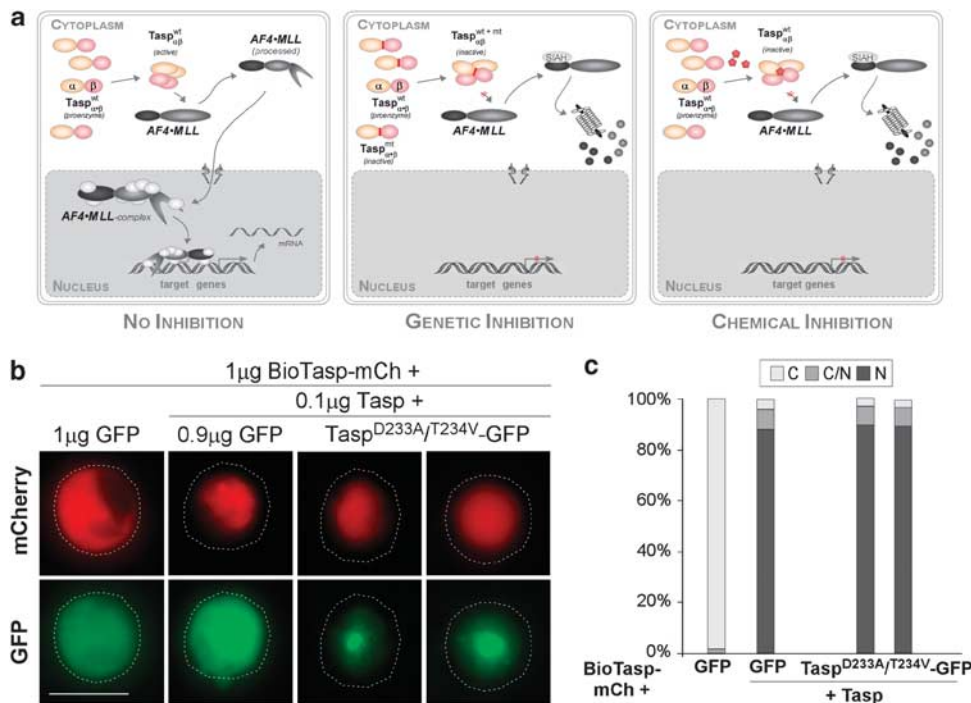 a
CYTOPLASM
Tasp wt αβ
(active)
AF4•MLL
(processed)
α β
Tasp wt α•β
(proenzyme)
AF4•MLL
AF4•MLL-complex
mRNA
target genes
NUCLEUS
NO INHIBITION
CYTOPLASM
Tasp wt + mt αβ
(inactive)
SIAH
α β
Tasp wt α•β
(proenzyme)
AF4•MLL
Tasp mt α•β
(inactive)
target genes
NUCLEUS
GENETIC INHIBITION
CYTOPLASM
Tasp wt αβ
(inactive)
SIAH
α β
Tasp wt α•β
(proenzyme)
AF4•MLL
target genes
NUCLEUS
CHEMICAL INHIBITION
b
1µg BioTasp-mCh +
0.1µg Tasp +
1µg GFP
0.9µg GFP
Tasp^D233A/T234V-GFP
mCherry
GFP
c
C C/N N
100%
80%
60%
40%
20%
0%
BioTasp-mCh +
GFP
GFP
Tasp^D233A/T234V-GFP
+ Tasp